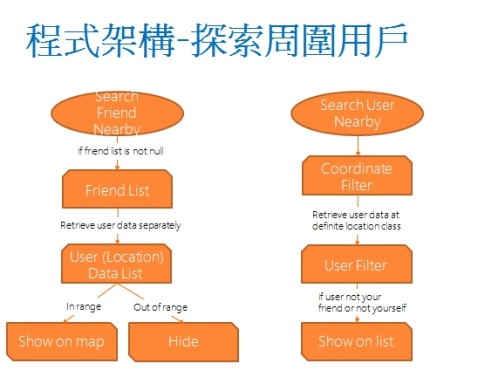 程式架構-探索周圍用戶
Search
Friend
Nearby
if friend list is not null
Friend List
Retrieve user data separately
User (Location)
Data List
In range
Out of range
Show on map
Hide
Search User
Nearby
Coordinate
Filter
Retrieve user data at
definite location class
User Filter
if user not your
friend or not yourself
Show on list